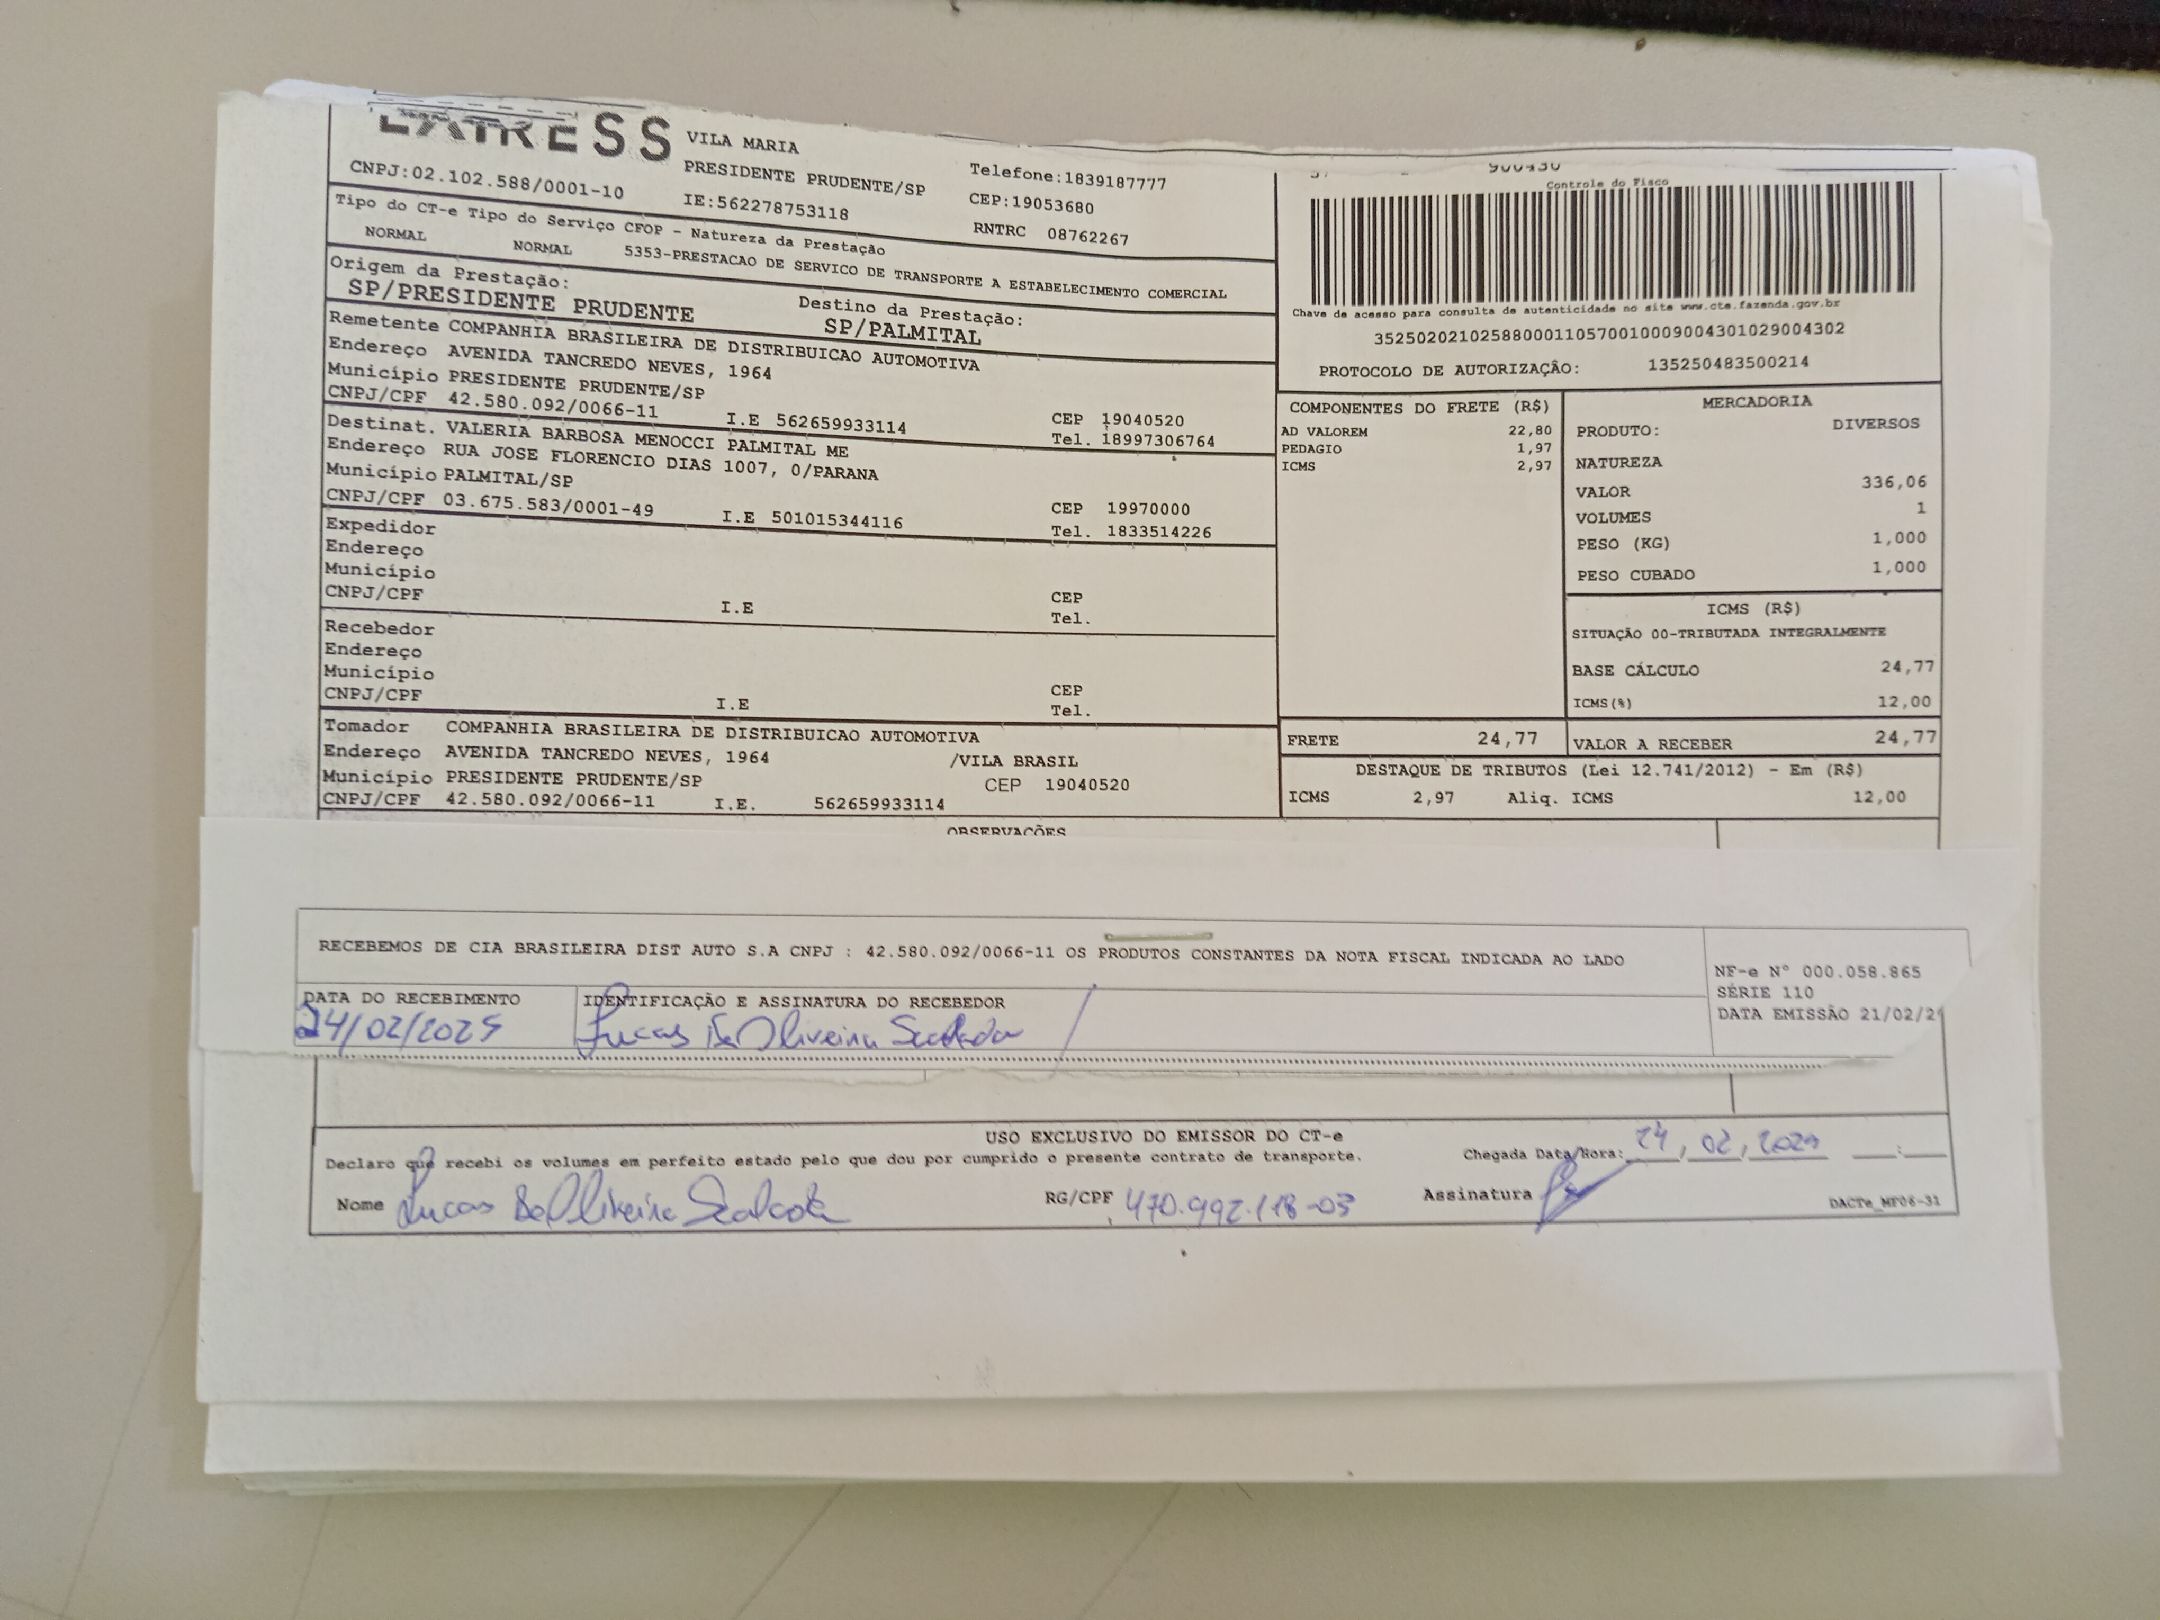 EXPRESS
VILA MARIA
PRESIDENTE PRUDENTE/SP
Telefone:1839187777
CNPJ:02.102.588/0001-10
IE:562278753118
CEP:19053680
RNTRC 08762267
Tipo do CT-e Tipo do Serviço CFOP - Natureza da Prestação
NORMAL NORMAL 5353-PRESTACAO DE SERVICO DE TRANSPORTE A ESTABELECIMENTO COMERCIAL
Origem da Prestação: Destino da Prestação:
SP/PRESIDENTE PRUDENTE SP/PALMITAL
Remetente COMPANHIA BRASILEIRA DE DISTRIBUICAO AUTOMOTIVA
Endereço AVENIDA TANCREDO NEVES, 1964
Município PRESIDENTE PRUDENTE/SP CEP 19040520
CNPJ/CPF 42.580.092/0066-11 I.E 562659933114 Tel. 18997306764
Destinat. VALERIA BARBOSA MENOCCI PALMITAL ME
Endereço RUA JOSE FLORENCIO DIAS 1007, 0/PARANA
Município PALMITAL/SP CEP 19970000
CNPJ/CPF 03.675.583/0001-49 I.E 501015344116 Tel. 1833514226
Expedidor
Endereço
Município CEP
CNPJ/CPF I.E Tel.
Recebedor
Endereço
Município CEP
CNPJ/CPF I.E Tel.
Tomador COMPANHIA BRASILEIRA DE DISTRIBUICAO AUTOMOTIVA
Endereço AVENIDA TANCREDO NEVES, 1964 /VILA BRASIL
Município PRESIDENTE PRUDENTE/SP CEP 19040520
CNPJ/CPF 42.580.092/0066-11 I.E. 562659933114
900430
Controle do Fisco
Chave de acesso para consulta de autenticidade no site www.cte.fazenda.gov.br
35250202102588000110570010009004301029004302
PROTOCOLO DE AUTORIZAÇÃO: 135250483500214
COMPONENTES DO FRETE (R$)
AD VALOREM 22,80
PEDAGIO 1,97
ICMS 2,97
MERCADORIA
PRODUTO: DIVERSOS
NATUREZA
VALOR 336,06
VOLUMES 1
PESO (KG) 1,000
PESO CUBADO 1,000
ICMS (R$)
SITUAÇÃO 00-TRIBUTADA INTEGRALMENTE
BASE CÁLCULO 24,77
ICMS(%) 12,00
FRETE 24,77 VALOR A RECEBER 24,77
DESTAQUE DE TRIBUTOS (Lei 12.741/2012) - Em (R$)
ICMS 2,97 Aliq. ICMS 12,00
OBSERVAÇÕES
RECEBEMOS DE CIA BRASILEIRA DIST AUTO S.A CNPJ : 42.580.092/0066-11 OS PRODUTOS CONSTANTES DA NOTA FISCAL INDICADA AO LADO
NF-e Nº 000.058.865
SÉRIE 110
DATA EMISSÃO 21/02/2
DATA DO RECEBIMENTO IDENTIFICAÇÃO E ASSINATURA DO RECEBEDOR
24/02/2025 Lucas De Oliveira
USO EXCLUSIVO DO EMISSOR DO CT-e
Declaro que recebi os volumes em perfeito estado pelo que dou por cumprido o presente contrato de transporte. Chegada Data/Hora: 24/02/2025 __:__
Nome Lucas De Oliveira RG/CPF 470.992.118-03 Assinatura
DACTe_MF06-31